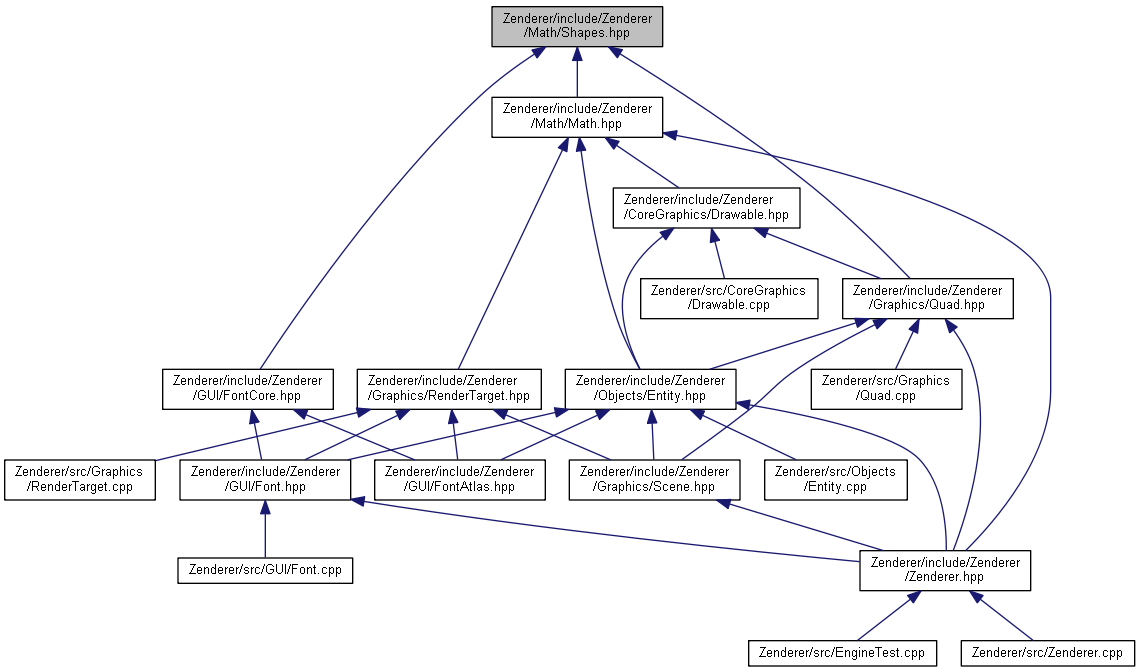 Zenderer/include/Zenderer
/Math/Shapes.hpp
Zenderer/include/Zenderer
/Math/Math.hpp
Zenderer/include/Zenderer
/CoreGraphics/Drawable.hpp
Zenderer/src/CoreGraphics
/Drawable.cpp
Zenderer/include/Zenderer
/Graphics/Quad.hpp
Zenderer/include/Zenderer
/GUI/FontCore.hpp
Zenderer/include/Zenderer
/Graphics/RenderTarget.hpp
Zenderer/include/Zenderer
/Objects/Entity.hpp
Zenderer/src/Graphics
/Quad.cpp
Zenderer/src/Graphics
/RenderTarget.cpp
Zenderer/include/Zenderer
/GUI/Font.hpp
Zenderer/include/Zenderer
/GUI/FontAtlas.hpp
Zenderer/include/Zenderer
/Graphics/Scene.hpp
Zenderer/src/Objects
/Entity.cpp
Zenderer/src/GUI/Font.cpp
Zenderer/include/Zenderer
/Zenderer.hpp
Zenderer/src/EngineTest.cpp
Zenderer/src/Zenderer.cpp